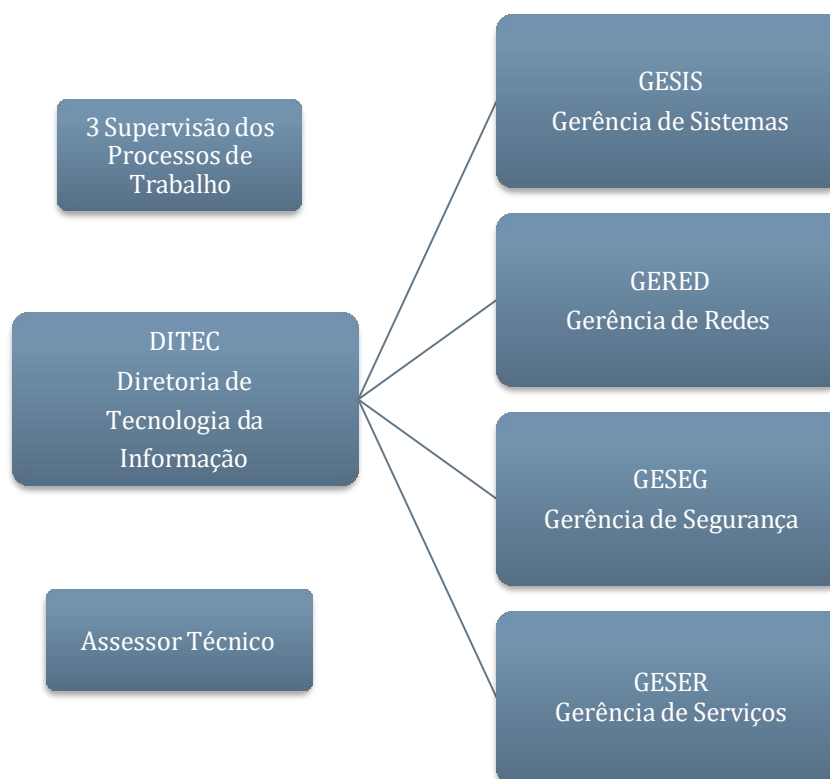 3 Supervisão dos
Processos de
Trabalho
DITEC
Diretoria de
Tecnologia da
Informação
Assessor Técnico
GESIS
Gerência de Sistemas
GERED
Gerência de Redes
GESEG
Gerência de Segurança
GESER
Gerência de Serviços